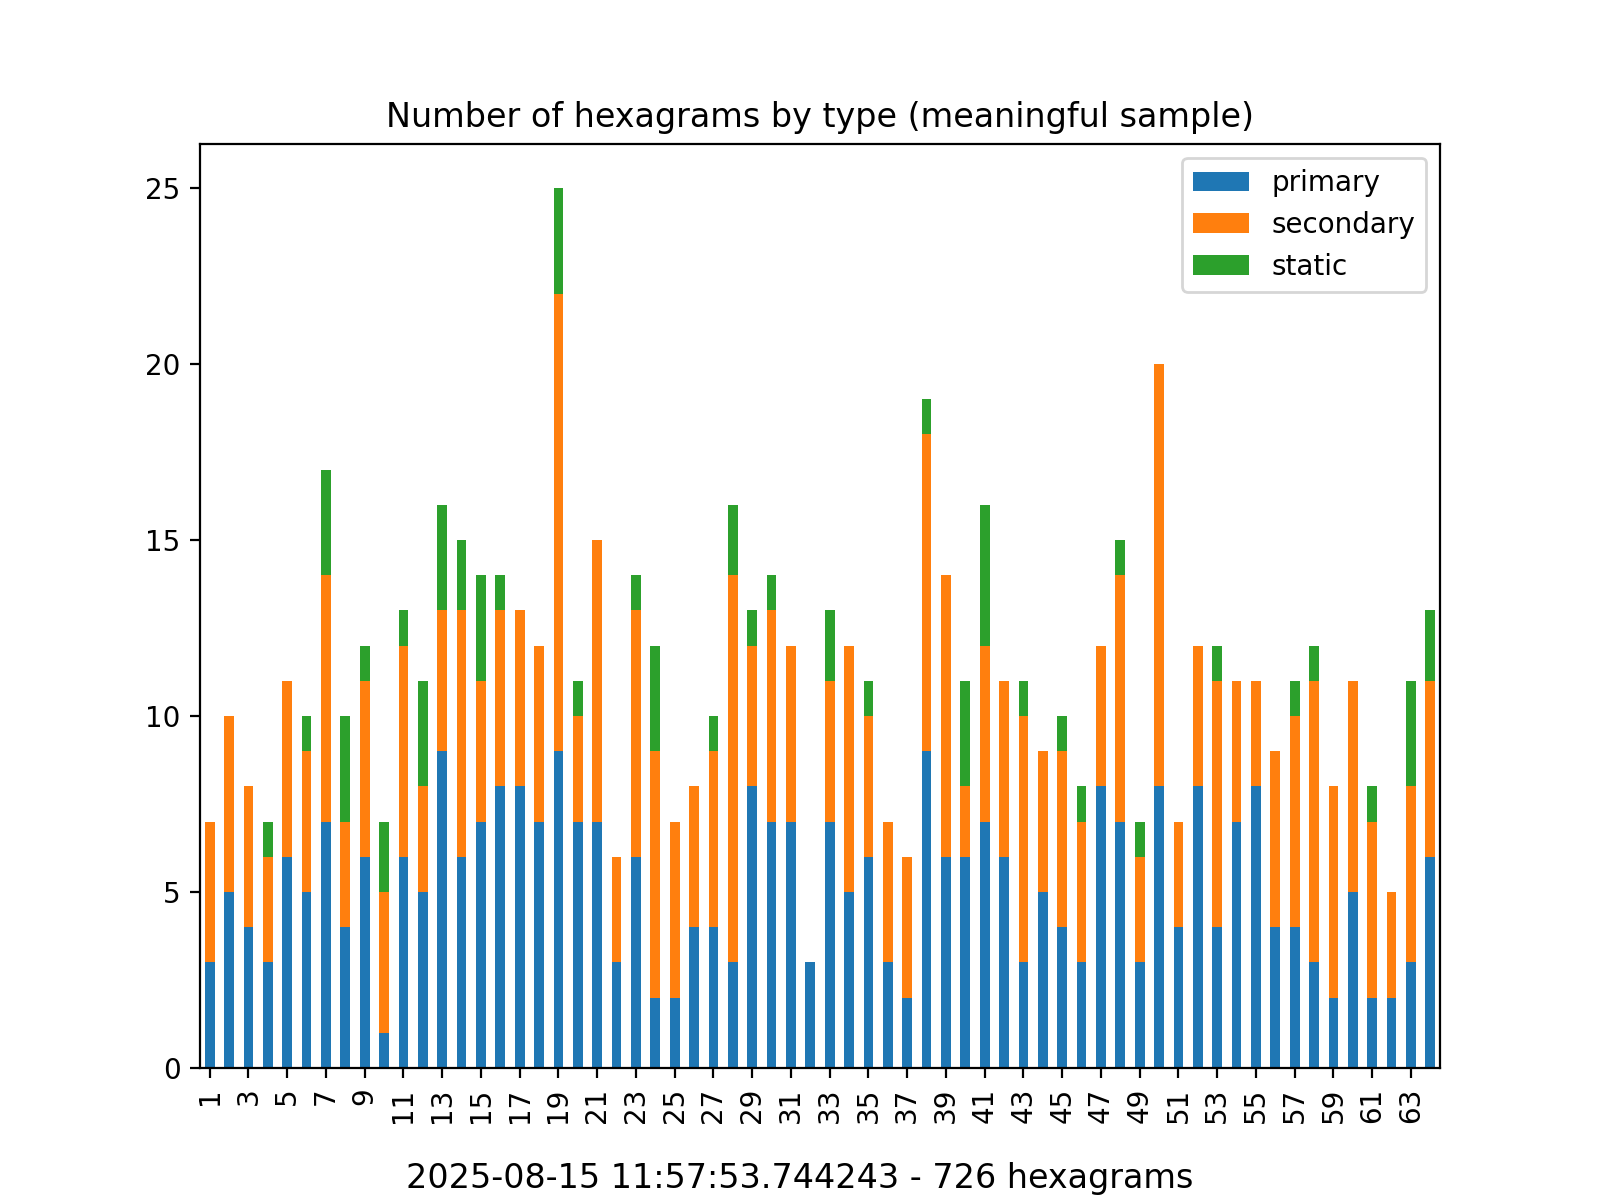 Number of hexagrams by type (meaningful sample)
primary
secondary
static
25
20
15
10
5
0
1 3 5 7 9 11 13 15 17 19 21 23 25 27 29 31 33 35 37 39 41 43 45 47 49 51 53 55 57 59 61 63
2025-08-15 11:57:53.744243 - 726 hexagrams